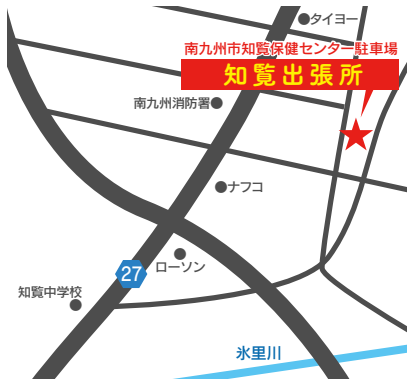 タイヨー
南九州市知覧保健センター駐車場
知覧出張所
南九州消防署
ナフコ
ローソン
27
知覧中学校
氷里川